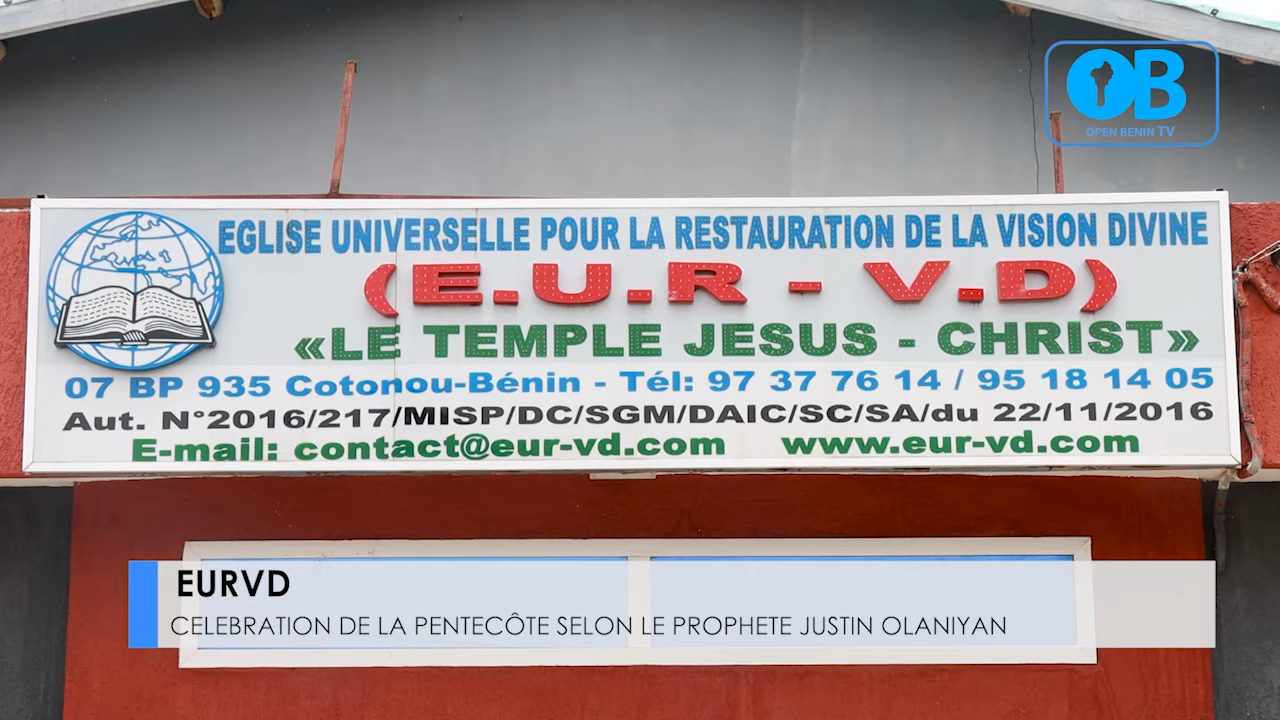 OB
OPEN BENIN TV
EGLISE UNIVERSELLE POUR LA RESTAURATION DE LA VISION DIVINE
(E.U.R - V.D)
«LE TEMPLE JESUS - CHRIST»
07 BP 935 Cotonou-Bénin - Tél: 97 37 76 14 / 95 18 14 05
Aut. N°2016/217/MISP/DC/SGM/DAIC/SC/SA/du 22/11/2016
E-mail: contact@eur-vd.com www.eur-vd.com
EURVD
CELEBRATION DE LA PENTECÔTE SELON LE PROPHETE JUSTIN OLANIYAN